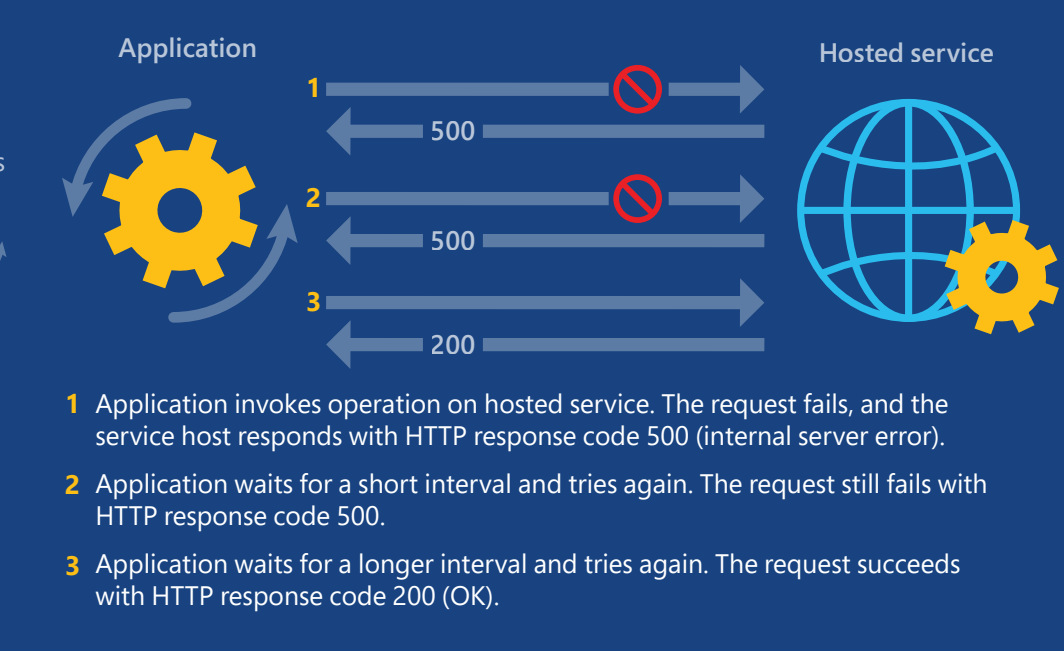 Application
Hosted service
1
500
2
500
3
200
1 Application invokes operation on hosted service. The request fails, and the
service host responds with HTTP response code 500 (internal server error).
2 Application waits for a short interval and tries again. The request still fails with
HTTP response code 500.
3 Application waits for a longer interval and tries again. The request succeeds
with HTTP response code 200 (OK).